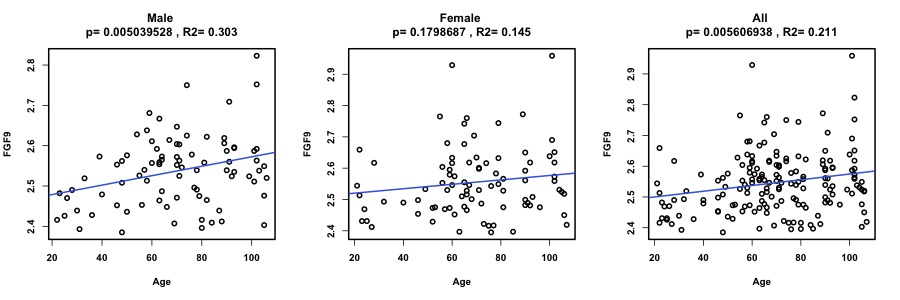 Male
p= 0.005039528 , R2= 0.303
FGF9
2.8
2.7
2.6
2.5
2.4
20 40 60 80 100
Age
Female
p= 0.1798687 , R2= 0.145
FGF9
2.9
2.8
2.7
2.6
2.5
2.4
20 40 60 80 100
Age
All
p= 0.005606938 , R2= 0.211
FGF9
2.9
2.8
2.7
2.6
2.5
2.4
20 40 60 80 100
Age